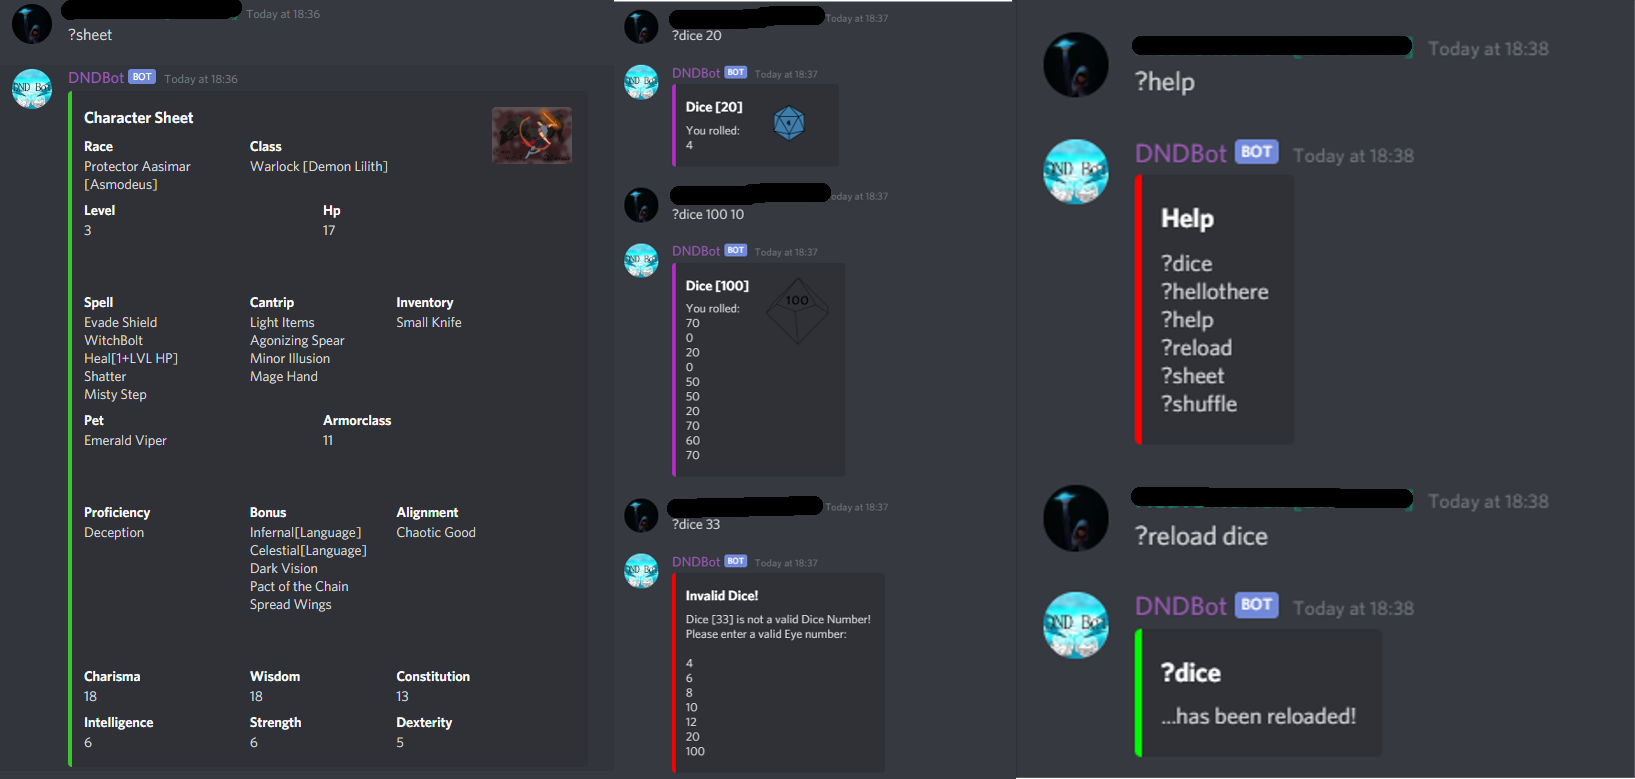 Today at 18:36
?sheet
DNDBot BOT Today at 18:36
Character Sheet
Race Class
Protector Aasimar Warlock [Demon Lilith]
[Asmodeus]
Level Hp
3 17
Spell Cantrip Inventory
Evade Shield Light Items Small Knife
WitchBolt Agonizing Spear
Heal[1+LVL HP] Minor Illusion
Shatter Mage Hand
Misty Step
Pet Armorclass
Emerald Viper 11
Proficiency Bonus Alignment
Deception Infernal[Language] Chaotic Good
Celestial[Language]
Dark Vision
Pact of the Chain
Spread Wings
Charisma Wisdom Constitution
18 18 13
Intelligence Strength Dexterity
6 6 5
Today at 18:37
?dice 20
DNDBot BOT Today at 18:37
Dice [20]
You rolled:
4
4
oday at 18:37
?dice 100 10
DNDBot BOT Today at 18:37
Dice [100]
100
You rolled:
70
0
20
0
50
50
20
70
60
70
Today at 18:37
?dice 33
DNDBot BOT Today at 18:37
Invalid Dice!
Dice [33] is not a valid Dice Number!
Please enter a valid Eye number:
4
6
8
10
12
20
100
Today at 18:38
?help
DNDBot BOT Today at 18:38
Help
?dice
?hellothere
?help
?reload
?sheet
?shuffle
Today at 18:38
?reload dice
DNDBot BOT Today at 18:38
?dice
...has been reloaded!